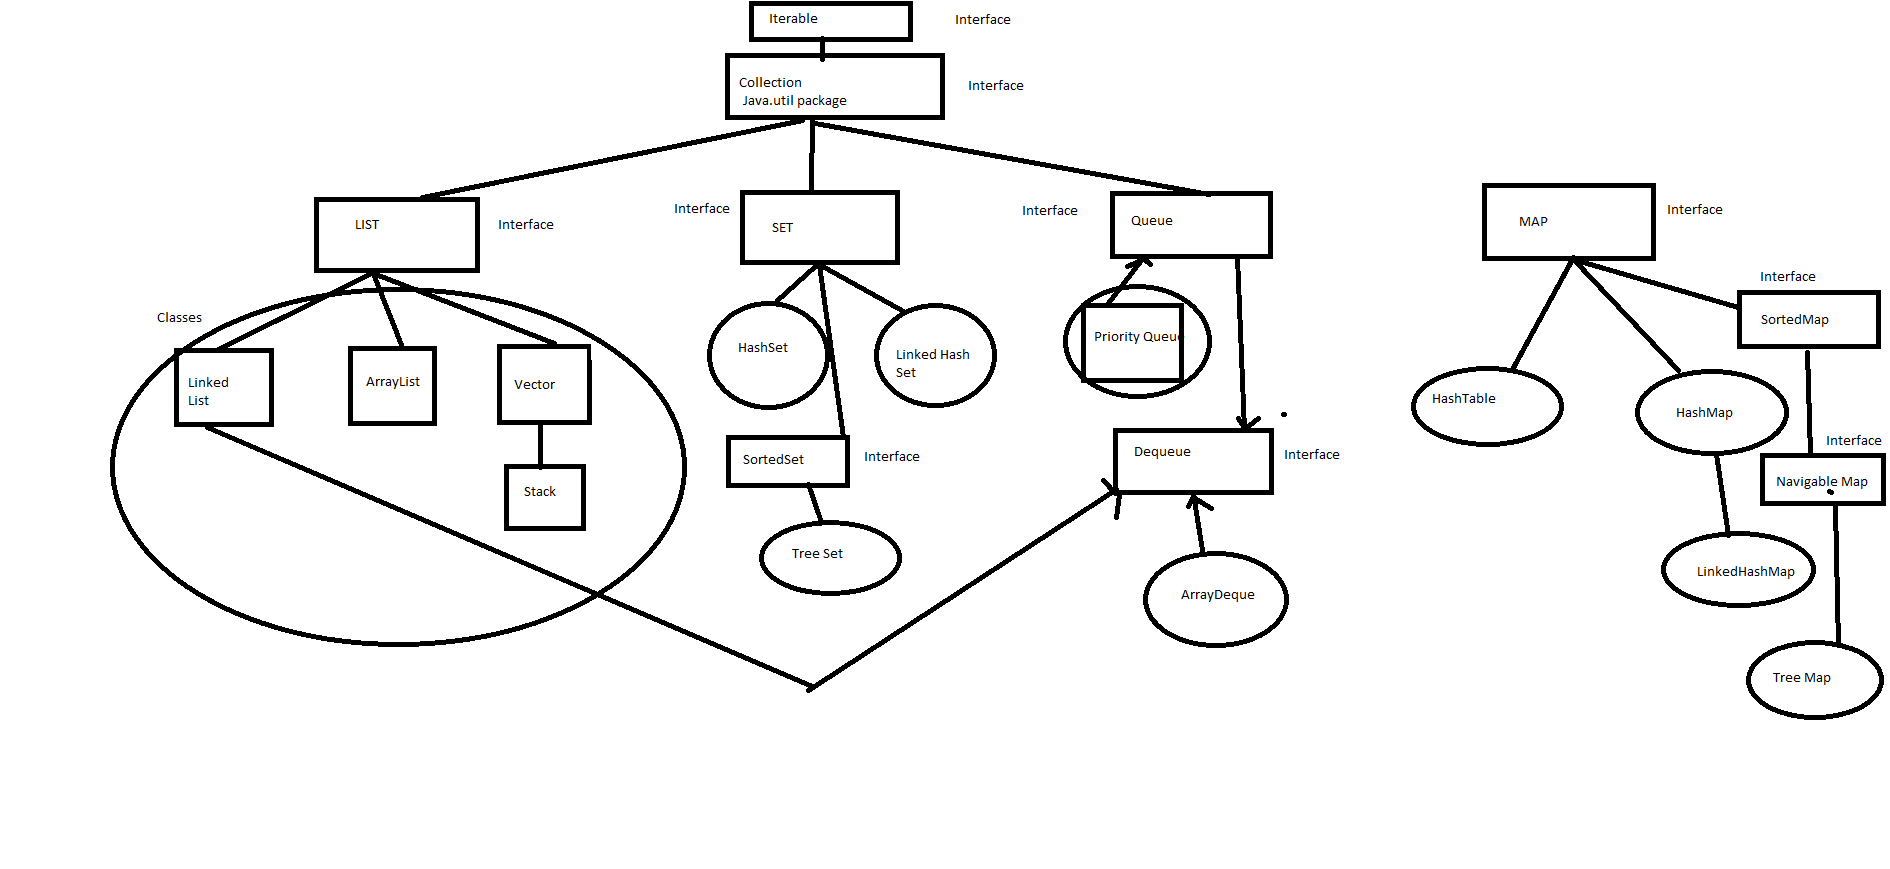 Iterable
Interface
Collection
Java.util package
Interface
LIST
Interface
Interface
SET
Interface
Queue
MAP
Interface
Classes
Linked
List
ArrayList
Vector
Stack
HashSet
Linked Hash
Set
SortedSet
Interface
Tree Set
Priority Queue
Dequeue
Interface
ArrayDeque
Interface
SortedMap
HashTable
HashMap
Interface
Navigable Map
LinkedHashMap
Tree Map